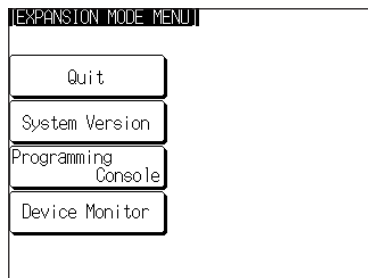 [EXPANSION MODE MENU]
Quit
System Version
Programming
Console
Device Monitor